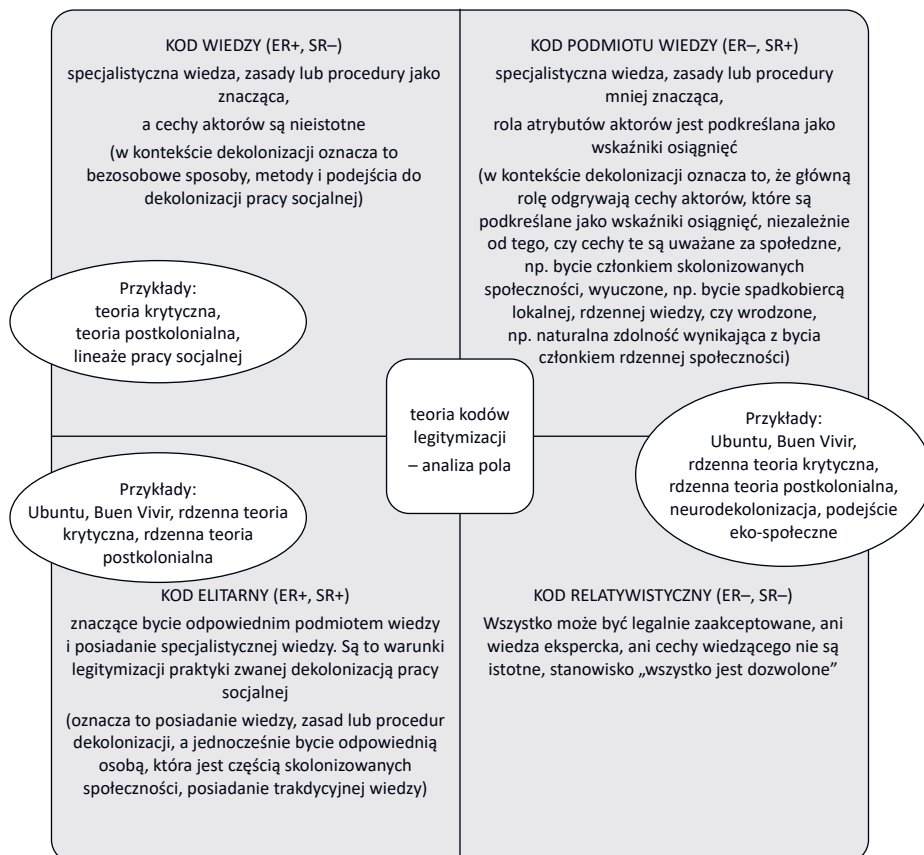 KOD WIEDZY (ER+, SR–)
specjalistyczna wiedza, zasady lub procedury jako
znacząca,
a cechy aktorów są nieistotne
(w kontekście dekolonizacji oznacza to
bezosobowe sposoby, metody i podejścia do
dekolonizacji pracy socjalnej)
Przykłady:
teoria krytyczna,
teoria postkolonialna,
lineaże pracy socjalnej
KOD PODMIOTU WIEDZY (ER–, SR+)
specjalistyczna wiedza, zasady lub procedury
mniej znacząca,
rola atrybutów aktorów jest podkreślana jako
wskaźniki osiągnięć
(w kontekście dekolonizacji oznacza to, że główną
rolę odgrywają cechy aktorów, które są
podkreślane jako wskaźniki osiągnięć, niezależnie
od tego, czy cechy te są uważane za społedzne,
np. bycie członkiem skolonizowanych
społeczności, wyuczone, np. bycie spadkobiercą
lokalnej, rdzennej wiedzy, czy wrodzone,
np. naturalna zdolność wynikająca z bycia
członkiem rdzennej społeczności)
teoria kodów
legitymizacji
– analiza pola
Przykłady:
Ubuntu, Buen Vivir,
rdzenna teoria krytyczna,
rdzenna teoria postkolonialna,
neurodekolonizacja, podejście
eko-społeczne
Przykłady:
Ubuntu, Buen Vivir, rdzenna teoria
krytyczna, rdzenna teoria
postkolonialna
KOD ELITARNY (ER+, SR+)
znaczące bycie odpowiednim podmiotem wiedzy
i posiadanie specjalistycznej wiedzy. Są to warunki
legitymizacji praktyki zwanej dekolonizacją pracy
socjalnej
(oznacza to posiadanie wiedzy, zasad lub procedur
dekolonizacji, a jednocześnie bycie odpowiednią
osobą, która jest częścią skolonizowanych
społeczności, posiadanie trakdycyjnej wiedzy)
KOD RELATYWISTYCZNY (ER–, SR–)
Wszystko może być legalnie zaakceptowane, ani
wiedza ekspercka, ani cechy wiedzącego nie są
istotne, stanowisko „wszystko jest dozwolone”